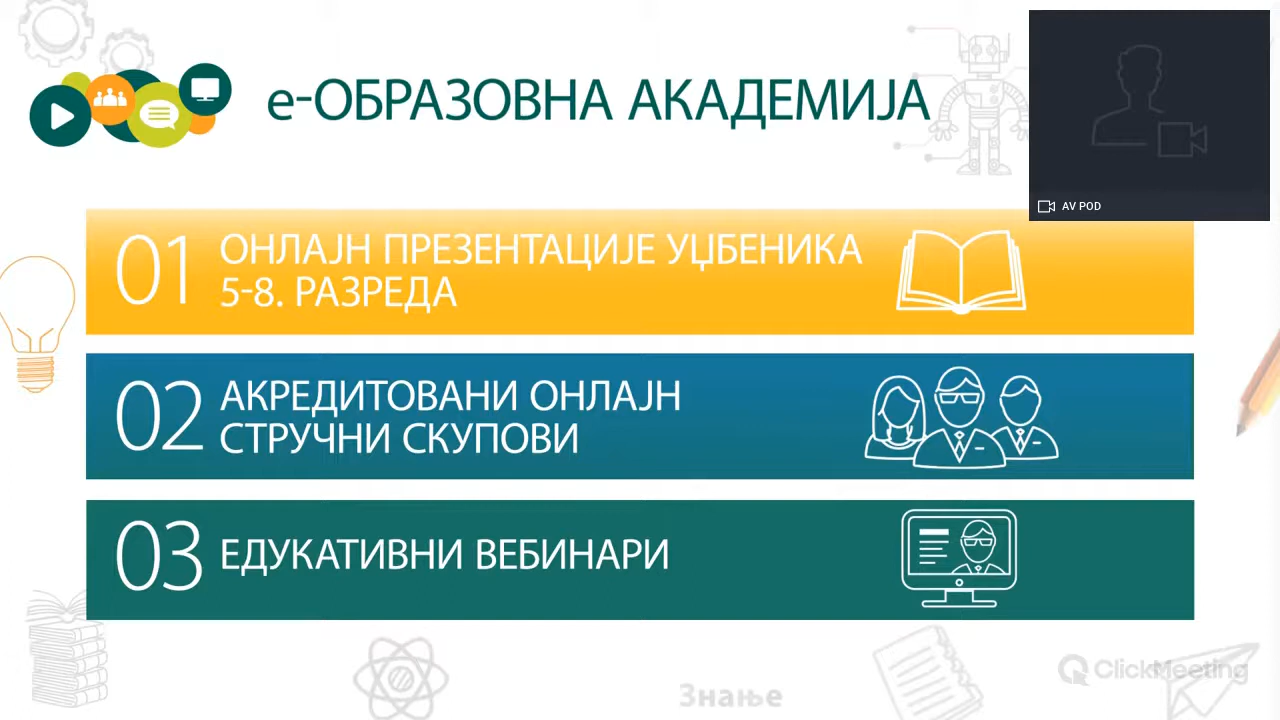 е-ОБРАЗОВНА АКАДЕМИЈА
AV POD
01 ОНЛАЈН ПРЕЗЕНТАЦИЈЕ УЏБЕНИКА
5-8. РАЗРЕДА
02 АКРЕДИТОВАНИ ОНЛАЈН
СТРУЧНИ СКУПОВИ
03 ЕДУКАТИВНИ ВЕБИНАРИ
ClickMeeting
Знање